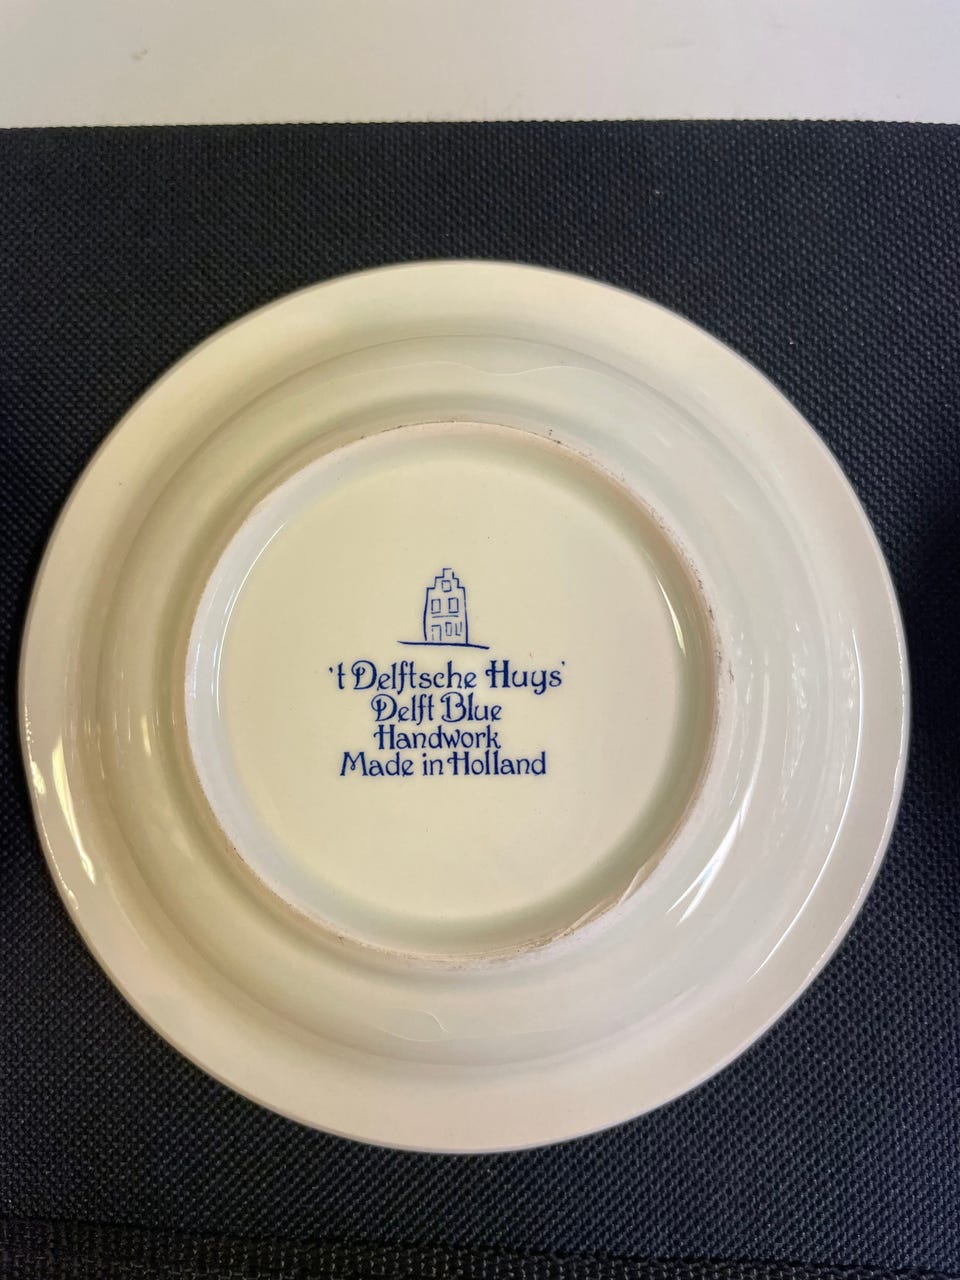 't Delftsche Huys'
Delft Blue
Handwork
Made in Holland